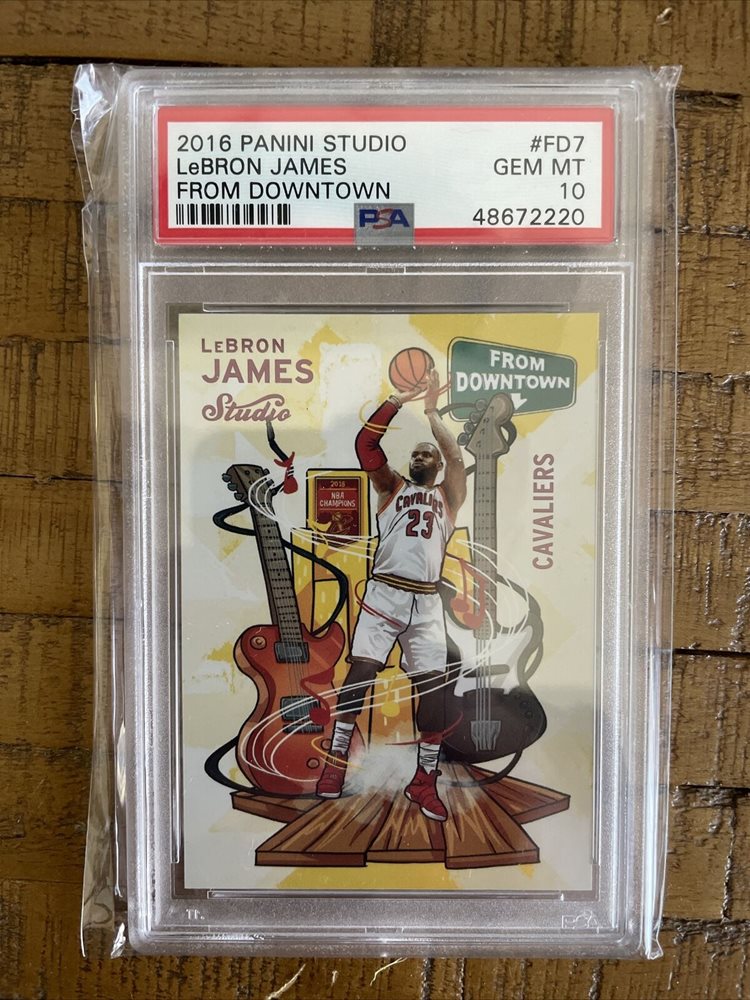 2016 PANINI STUDIO #FD7
LeBRON JAMES GEM MT
FROM DOWNTOWN 10
PSA 48672220
LEBRON
JAMES
Studio
FROM
DOWNTOWN
2016
NBA
CHAMPIONS
CAVALIERS
CAVALIERS
23
PSA